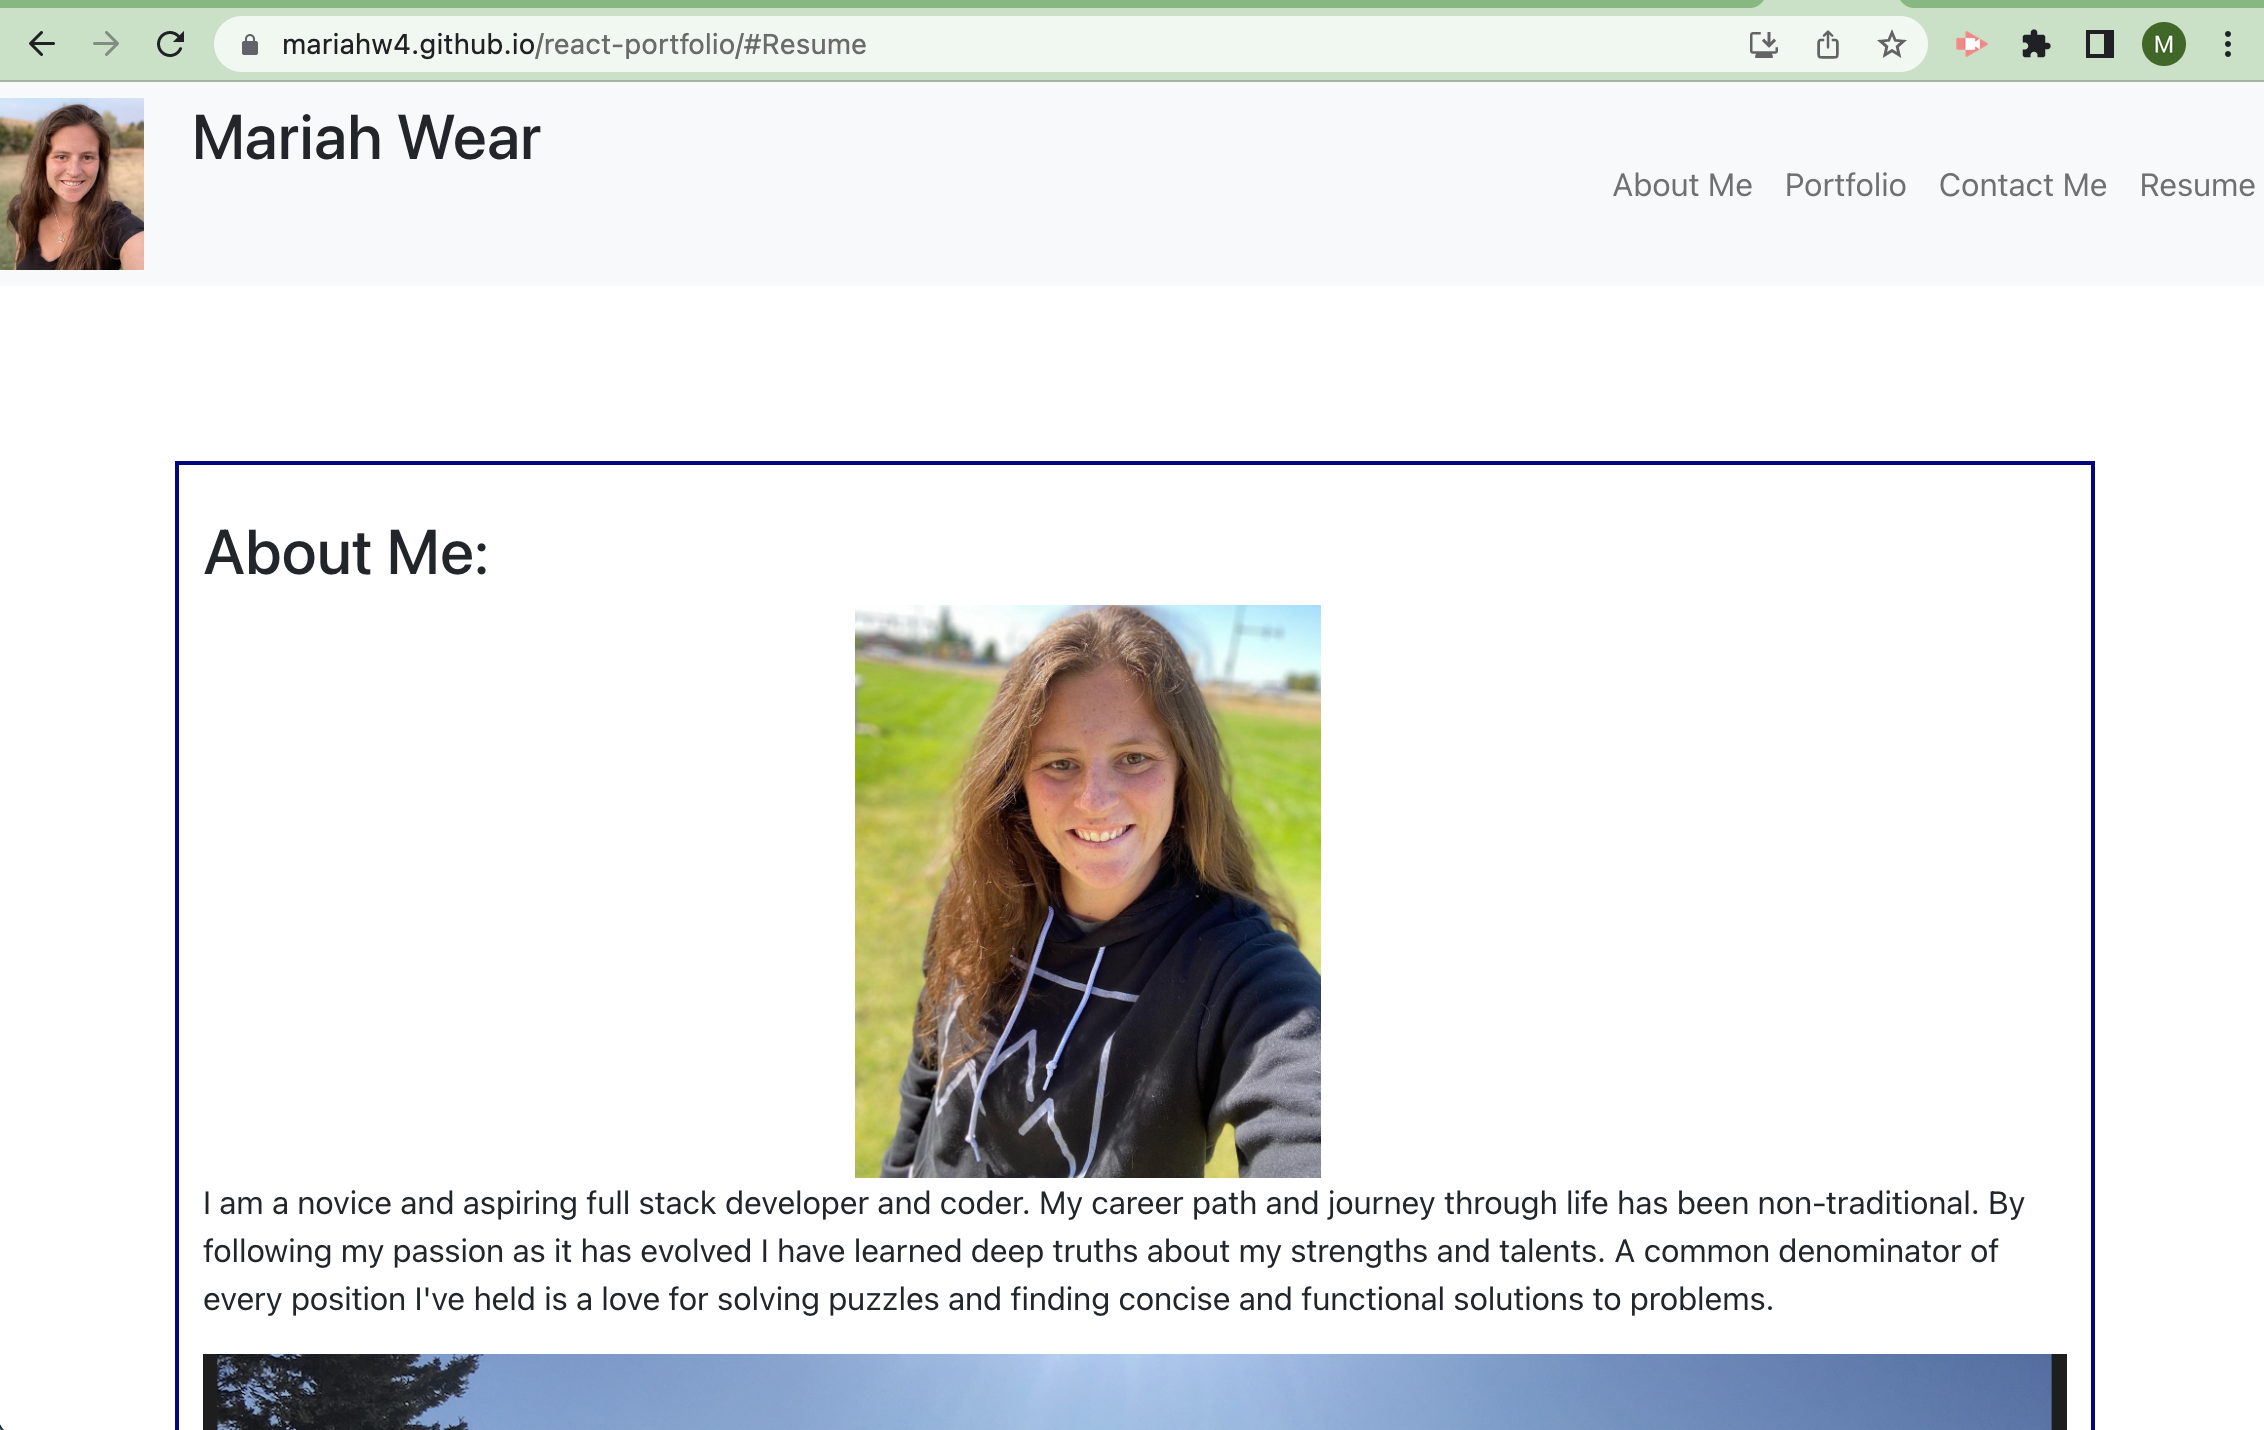 mariahw4.github.io/react-portfolio/#Resume
M
Mariah Wear
About Me Portfolio Contact Me Resume
About Me:
I am a novice and aspiring full stack developer and coder. My career path and journey through life has been non-traditional. By
following my passion as it has evolved I have learned deep truths about my strengths and talents. A common denominator of
every position I've held is a love for solving puzzles and finding concise and functional solutions to problems.